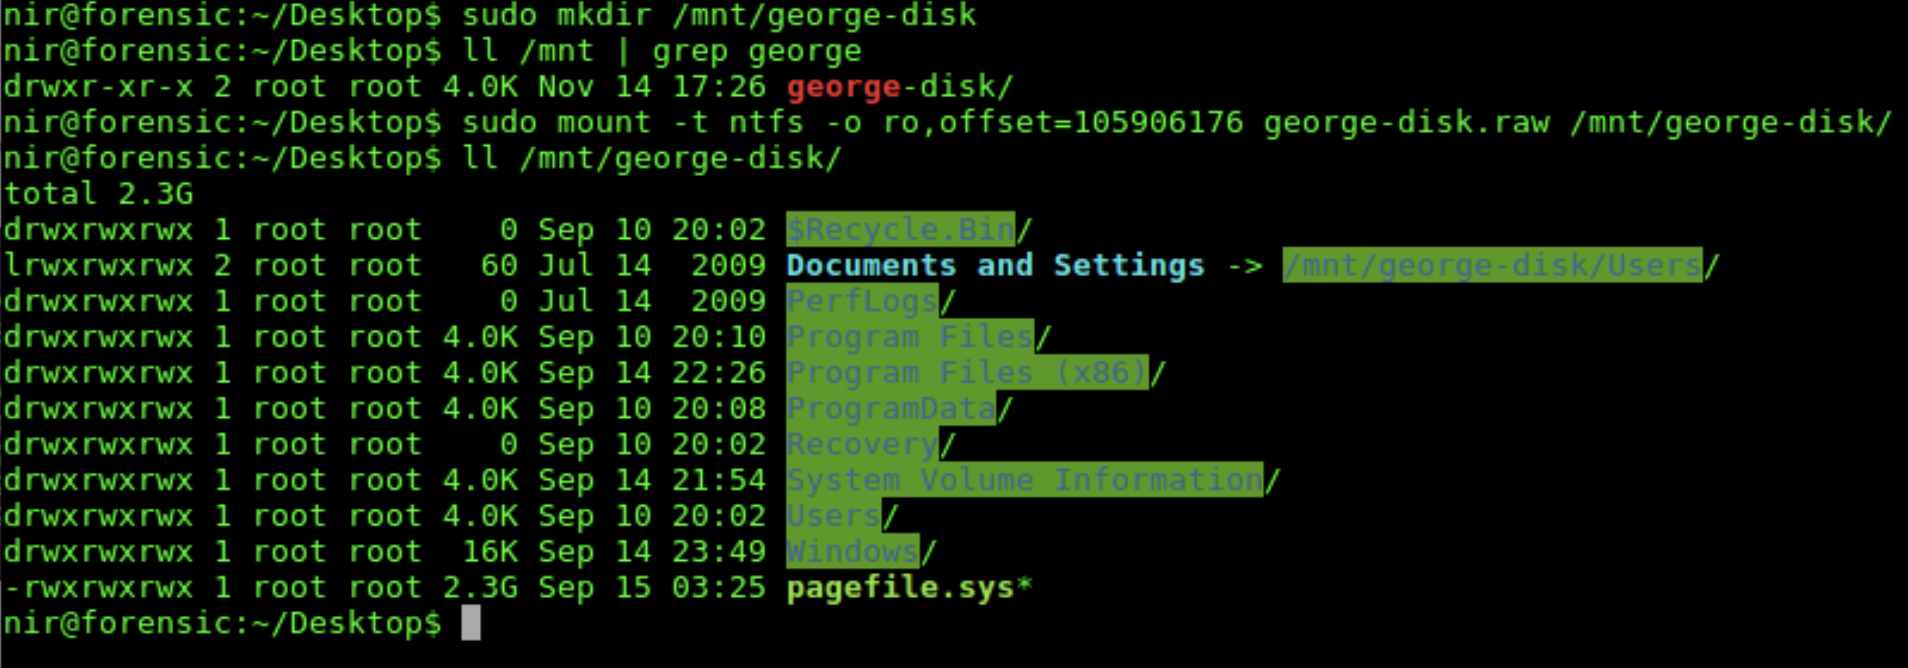 nir@forensic:~/Desktop$ sudo mkdir /mnt/george-disk
nir@forensic:~/Desktop$ ll /mnt | grep george
drwxr-xr-x 2 root root 4.0K Nov 14 17:26 george-disk/
nir@forensic:~/Desktop$ sudo mount -t ntfs -o ro,offset=105906176 george-disk.raw /mnt/george-disk/
nir@forensic:~/Desktop$ ll /mnt/george-disk/
total 2.3G
drwxrwxrwx 1 root root    0 Sep 10 20:02 $Recycle.Bin/
lrwxrwxrwx 2 root root   60 Jul 14  2009 Documents and Settings -> /mnt/george-disk/Users/
drwxrwxrwx 1 root root    0 Jul 14  2009 PerfLogs/
drwxrwxrwx 1 root root 4.0K Sep 10 20:10 Program Files/
drwxrwxrwx 1 root root 4.0K Sep 14 22:26 Program Files (x86)/
drwxrwxrwx 1 root root 4.0K Sep 10 20:08 ProgramData/
drwxrwxrwx 1 root root    0 Sep 10 20:02 Recovery/
drwxrwxrwx 1 root root 4.0K Sep 14 21:54 System Volume Information/
drwxrwxrwx 1 root root 4.0K Sep 10 20:02 Users/
drwxrwxrwx 1 root root  16K Sep 14 23:49 Windows/
-rwxrwxrwx 1 root root 2.3G Sep 15 03:25 pagefile.sys*
nir@forensic:~/Desktop$